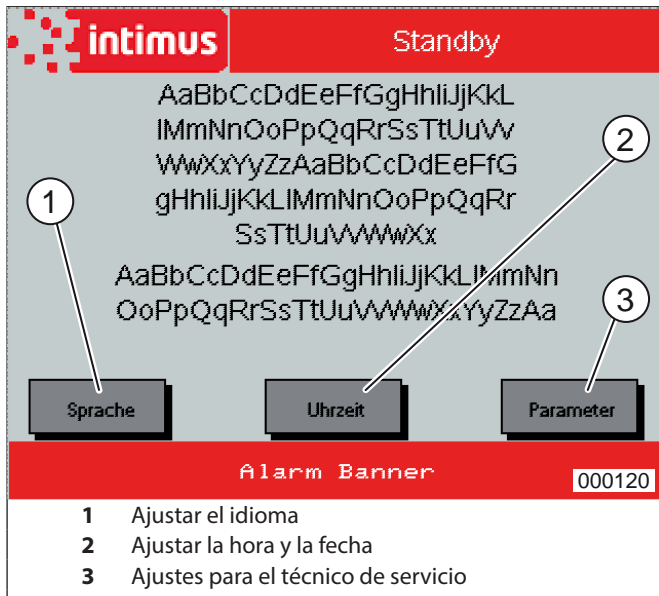 intimus
Standby
AaBbCcDdEeFfGgHhIiJjKkL
lMmNnOoPpQqRrSsTtUuVv
WwXxYyZzAaBbCcDdEeFfG
gHhIiJjKkLlMmNnOoPpQqRr
SsTtUuVvWwXx
AaBbCcDdEeFfGgHhIiJjKkLlMmNn
OoPpQqRrSsTtUuVvWwXxYyZzAa
1
2
3
Sprache
Uhrzeit
Parameter
Alarm Banner
000120
1 Ajustar el idioma
2 Ajustar la hora y la fecha
3 Ajustes para el técnico de servicio